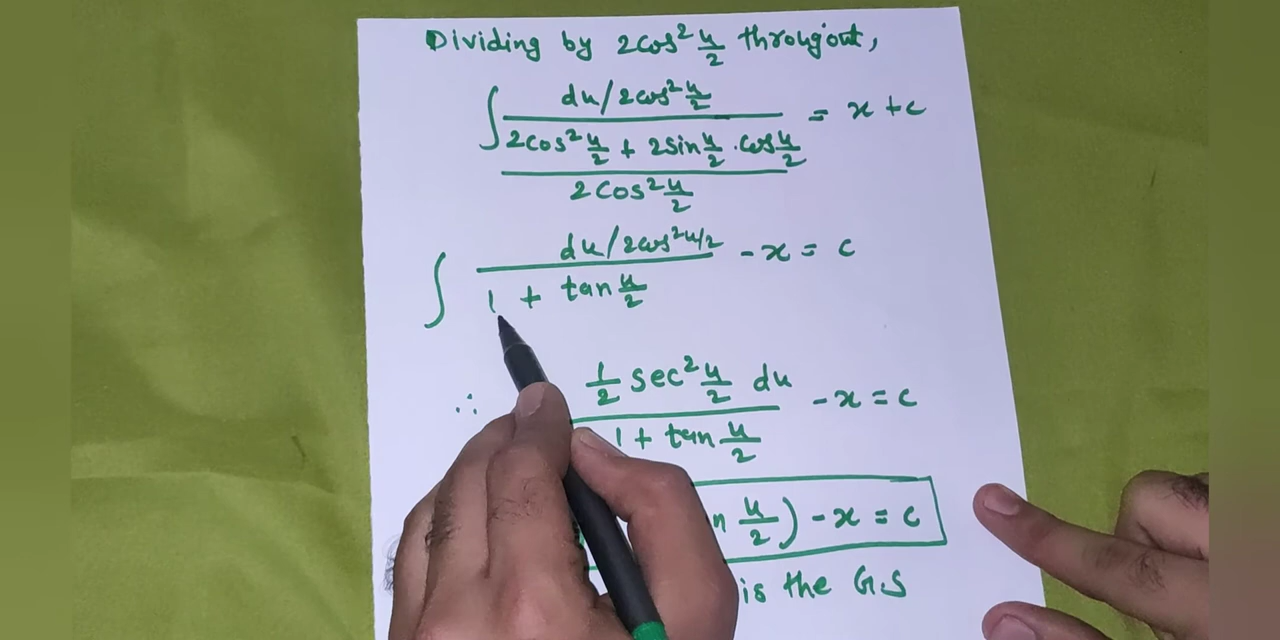 Dividing by 2cos²u/2 througout,
∫ du/2cos²u/2 / (2cos²u/2 + 2sin u/2 · cos u/2) / 2cos²u/2 = x + c
∫ du/2cos²u/2 / (1 + tan u/2) - x = c
∴ 1/2 sec²u/2 du / (1 + tan u/2) - x = c
u/2) - x = c
is the G.S